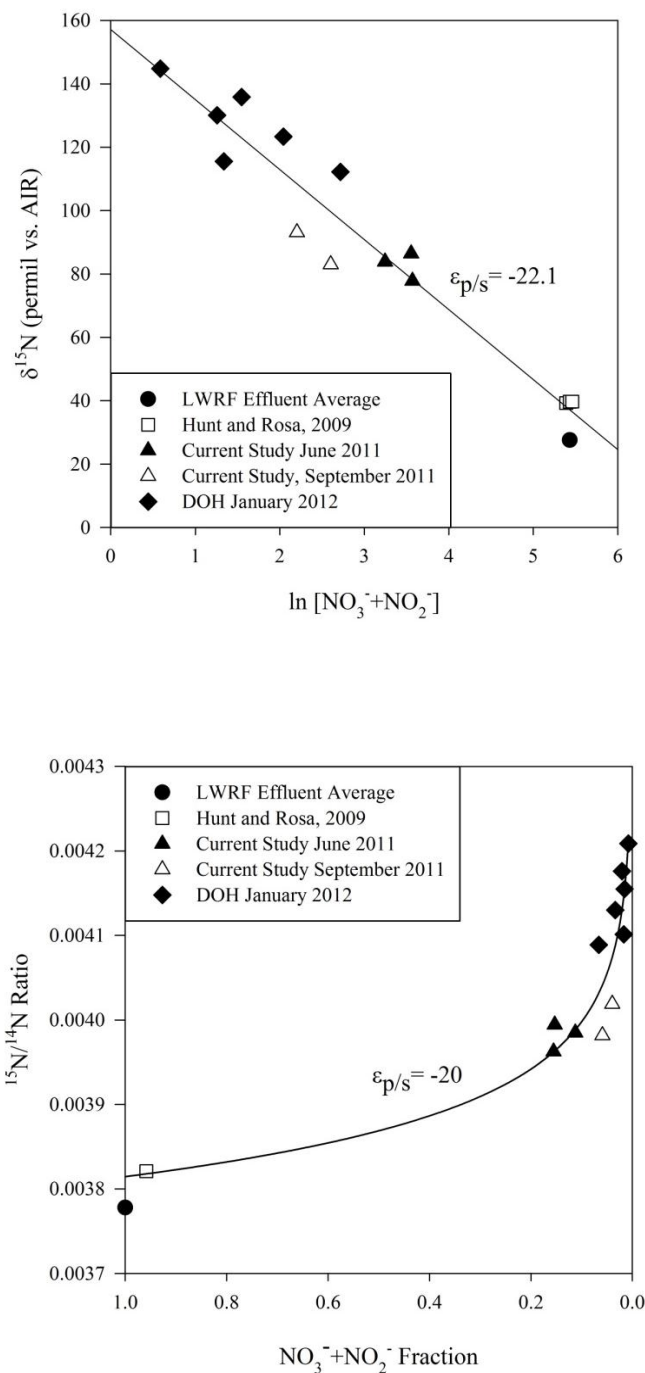 160
140
120
100
80
60
40
20
0
δ¹⁵N (permil vs. AIR)
ε_p/s = -22.1
LWRF Effluent Average
Hunt and Rosa, 2009
Current Study June 2011
Current Study, September 2011
DOH January 2012
0 1 2 3 4 5 6
ln [NO₃⁻+NO₂⁻]
0.0043
0.0042
0.0041
0.0040
0.0039
0.0038
0.0037
¹⁵N/¹⁴N Ratio
LWRF Effluent Average
Hunt and Rosa, 2009
Current Study June 2011
Current Study September 2011
DOH January 2012
ε_p/s = -20
1.0 0.8 0.6 0.4 0.2 0.0
NO₃⁻+NO₂⁻ Fraction